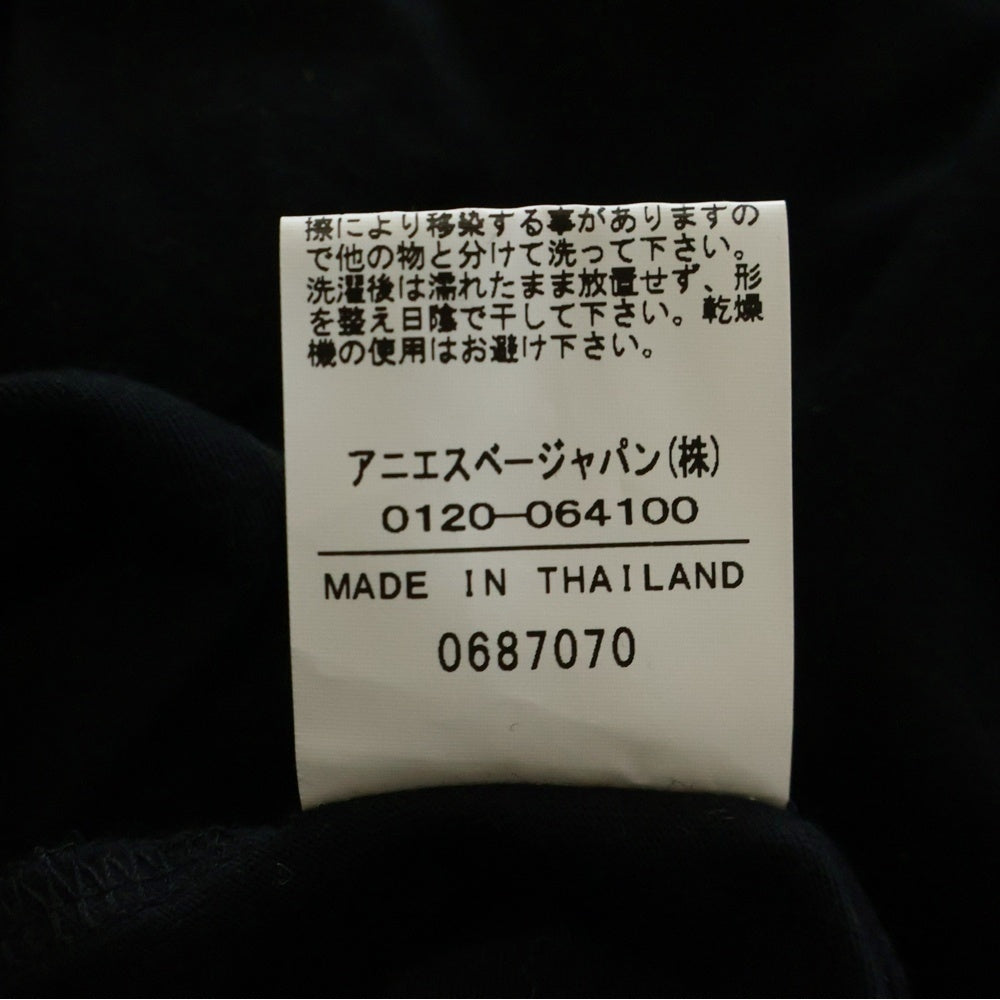 擦により移染する事がありますの
で他の物と分けて洗って下さい。
洗濯後は濡れたまま放置せず、形
を整え日陰で干して下さい。乾燥
機の使用はお避け下さい。
アニエスベージャパン(株)
0120-064100
MADE IN THAILAND
0687070